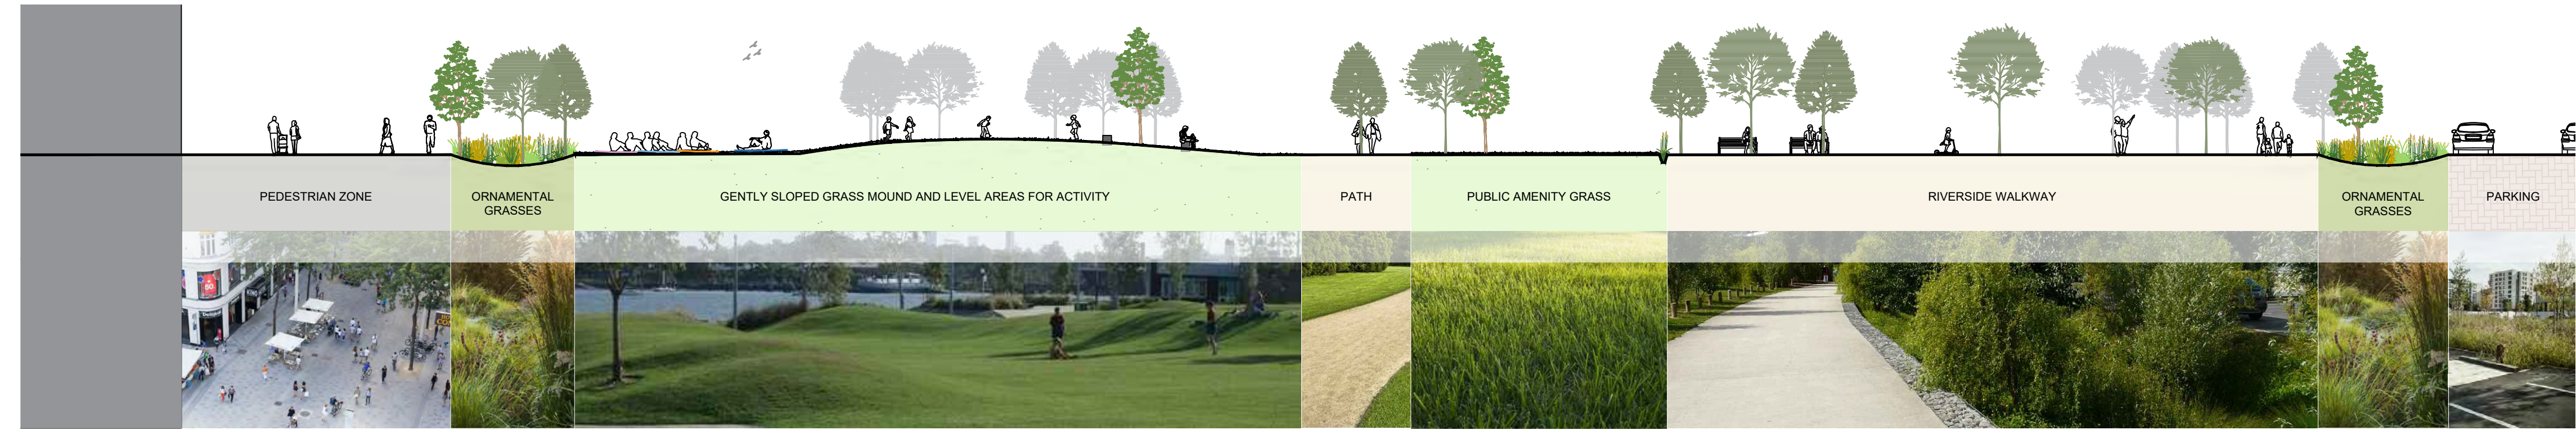 PEDESTRIAN ZONE
ORNAMENTAL
GRASSES
GENTLY SLOPED GRASS MOUND AND LEVEL AREAS FOR ACTIVITY
PATH
PUBLIC AMENITY GRASS
RIVERSIDE WALKWAY
ORNAMENTAL
GRASSES
PARKING